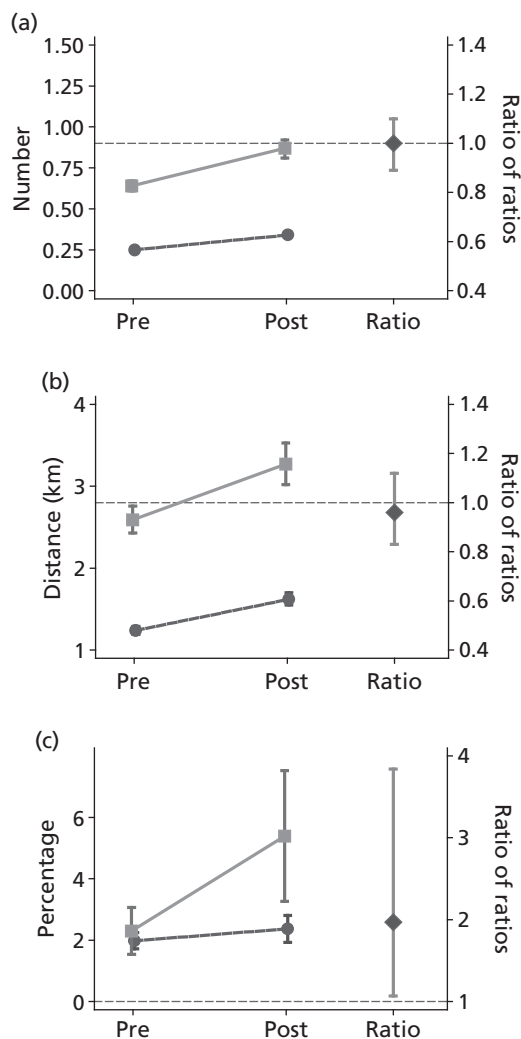 (a)
1.50
1.25
1.00
0.75
0.50
0.25
0.00
Number
1.4
1.2
1.0
0.8
0.6
0.4
Ratio of ratios
Pre Post Ratio
(b)
4
3
2
1
Distance (km)
1.4
1.2
1.0
0.8
0.6
0.4
Ratio of ratios
Pre Post Ratio
(c)
6
4
2
0
Percentage
4
3
2
1
Ratio of ratios
Pre Post Ratio